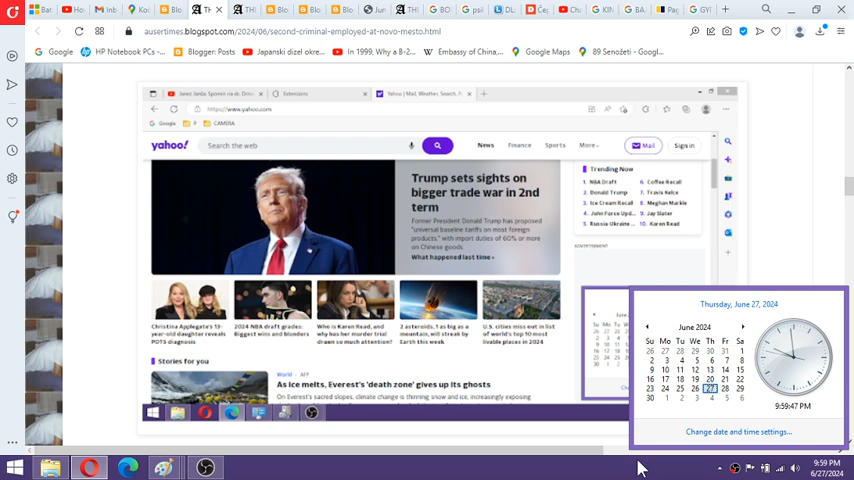 ausertimes.blogspot.com/2024/06/second-criminal-employed-at-novo-mesto.html
Google
HP Notebook PCs -...
Blogger: Posts
Japanski dizel okre...
In 1999, Why a B-2...
Embassy of China,...
Google Maps
89 Senožeti - Googl...
Extensions
Yahoo | Mail, Weather, Search, P
https://www.yahoo.com
Google
CAMERA
yahoo!
Search the web
News
Finance
Sports
More
Mail
Sign in
Trump sets sights on
bigger trade war in 2nd
term
Former President Donald Trump has proposed
"universal baseline tariffs on most foreign
products," with import duties of 60% or more
on Chinese goods.
What happened last time
Trending Now
1. NBA Draft
6. Coffee Recall
2. Donald Trump
7. Travis Kelce
3. Ice Cream Recall
8. Meghan Markle
4. John Force Upd...
9. Jay Slater
5. Russia-Ukraine ...
10. Karen Read
ADVERTISEMENT
Christina Applegate's 13-
year-old daughter reveals
POTS diagnosis
2024 NBA draft grades:
Biggest wins and blunders
Who is Karen Read, and
why has her murder trial
drawn so much attention?
2 asteroids, 1 as big as a
mountain, will streak by
Earth this week
U.S. cities miss out in list
of world's top 10 most
livable places in 2024
Stories for you
World · AFP
As ice melts, Everest's 'death zone' gives up its ghosts
On Everest's sacred slopes, climate change is thinning snow and ice, increasingly exposing
Thursday, June 27, 2024
June 2024
Su Mo Tu We Th Fr Sa
26 27 28 29 30 31 1
2 3 4 5 6 7 8
9 10 11 12 13 14 15
16 17 18 19 20 21 22
23 24 25 26 27 28 29
30 1 2 3 4 5 6
9:59:47 PM
Change date and time settings...
9:59 PM
6/27/2024